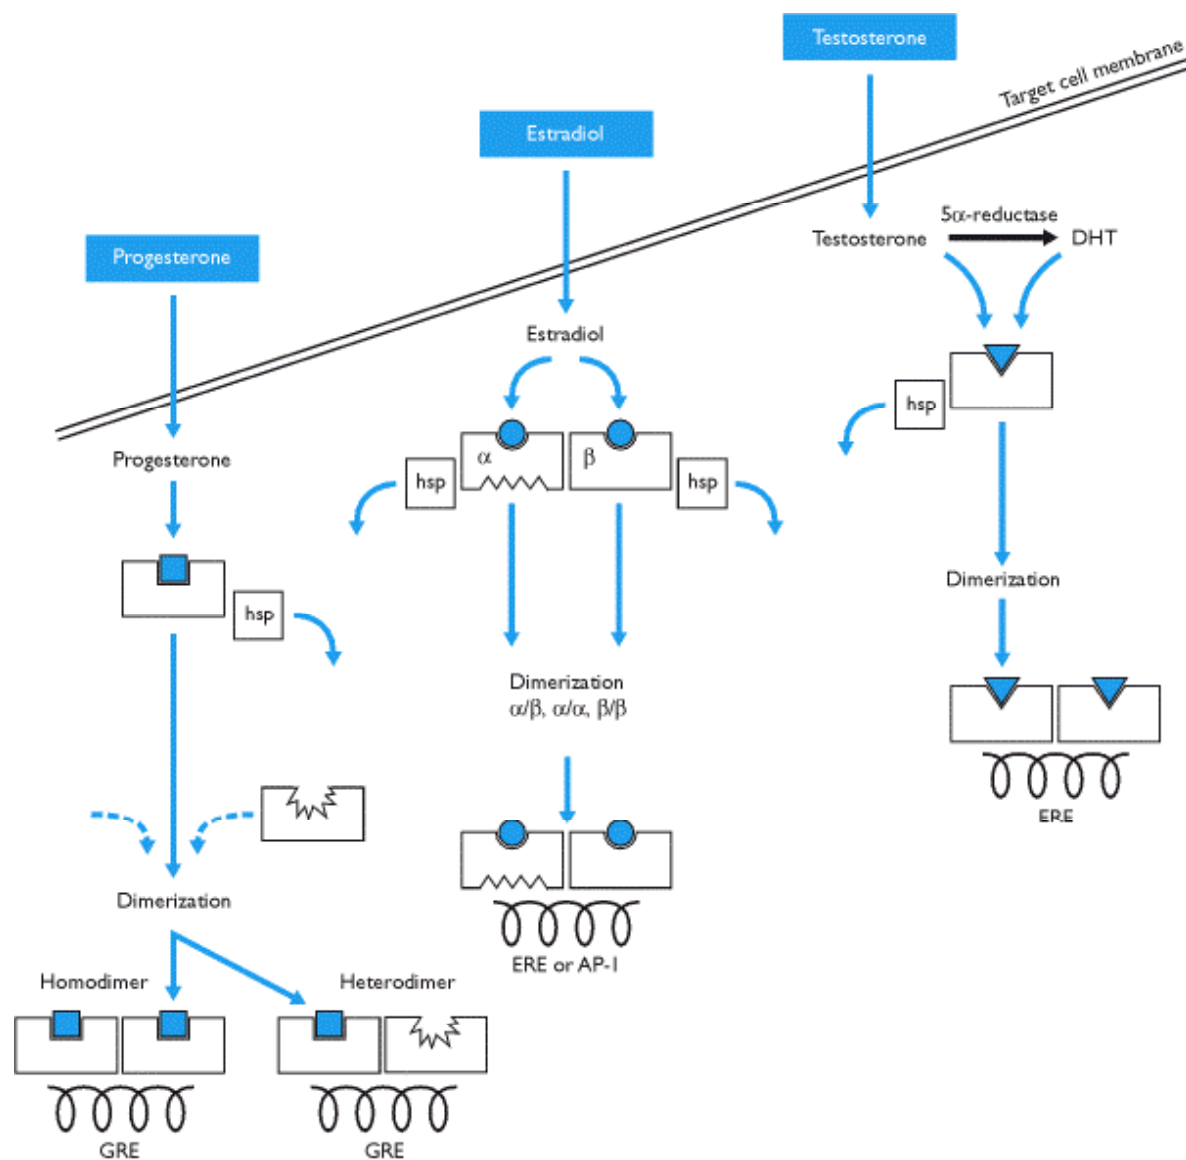 Testosterone
Target cell membrane
Estradiol
5α-reductase
Testosterone
DHT
Progesterone
Estradiol
hsp
Progesterone
α
β
hsp
hsp
Dimerization
hsp
Dimerization
α/β, α/α, β/β
ERE
Dimerization
ERE or AP-1
Homodimer
Heterodimer
GRE
GRE